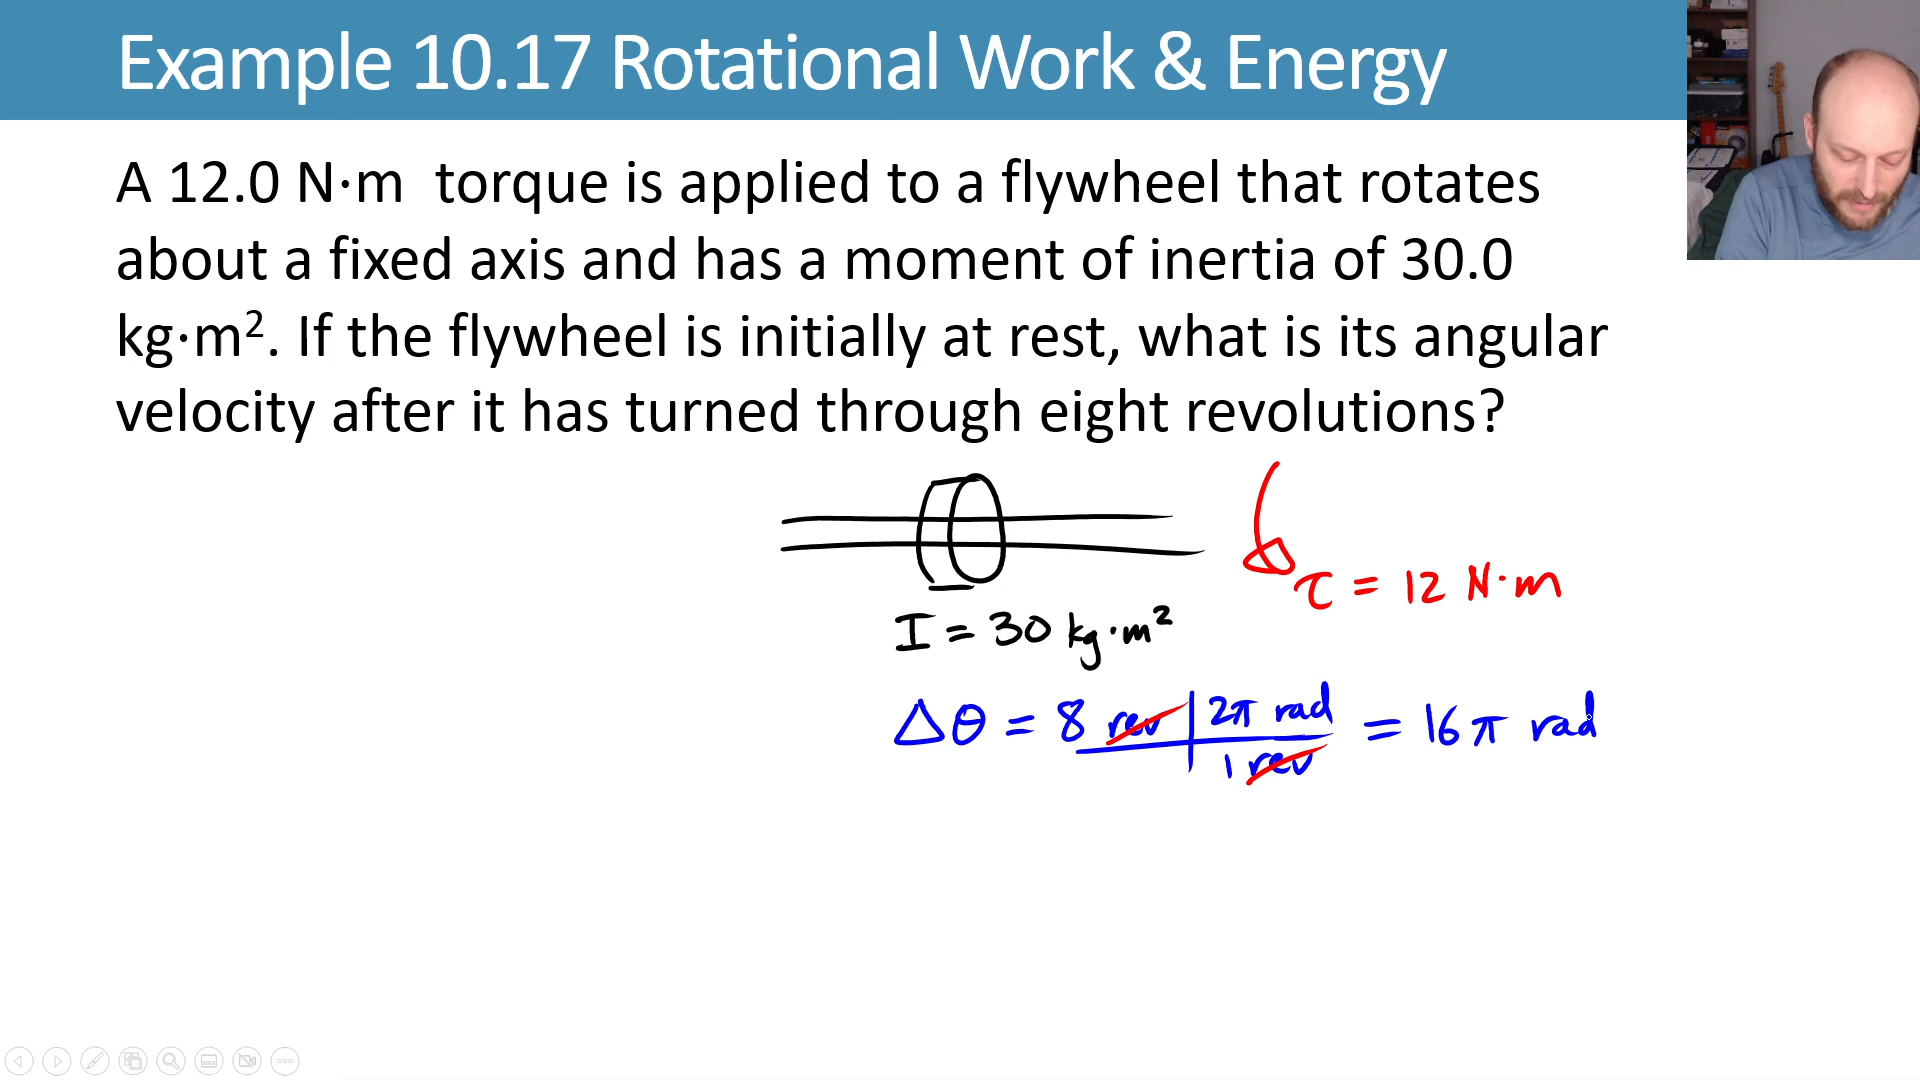 Example 10.17 Rotational Work & Energy
A 12.0 N·m torque is applied to a flywheel that rotates
about a fixed axis and has a moment of inertia of 30.0
kg·m². If the flywheel is initially at rest, what is its angular
velocity after it has turned through eight revolutions?
τ = 12 N·m
I = 30 kg·m²
Δθ = 8 rev | 2π rad / 1 rev = 16π rad